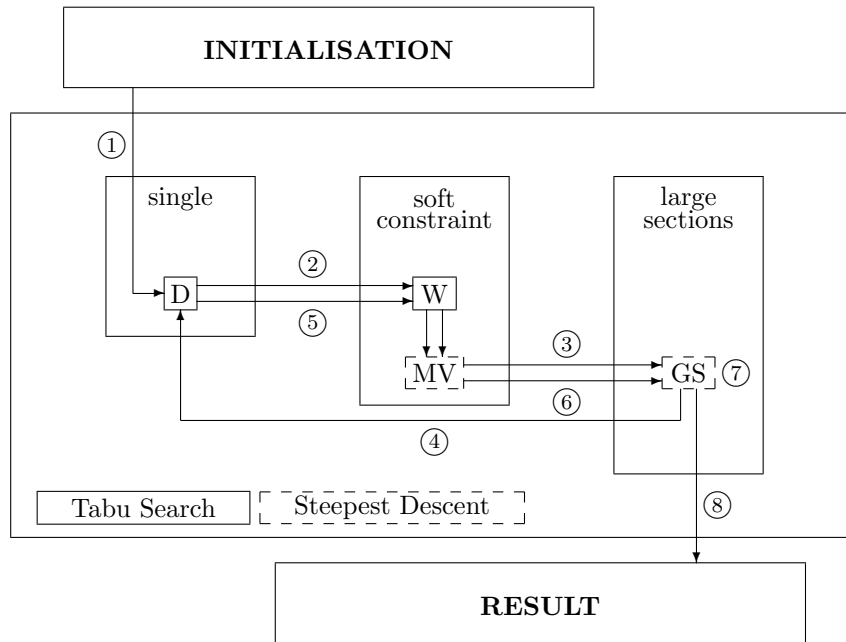 INITIALISATION
①
single
soft
constraint
large
sections
②
D
W
⑤
③
MV
GS
⑦
⑥
④
Tabu Search
Steepest Descent
⑧
RESULT